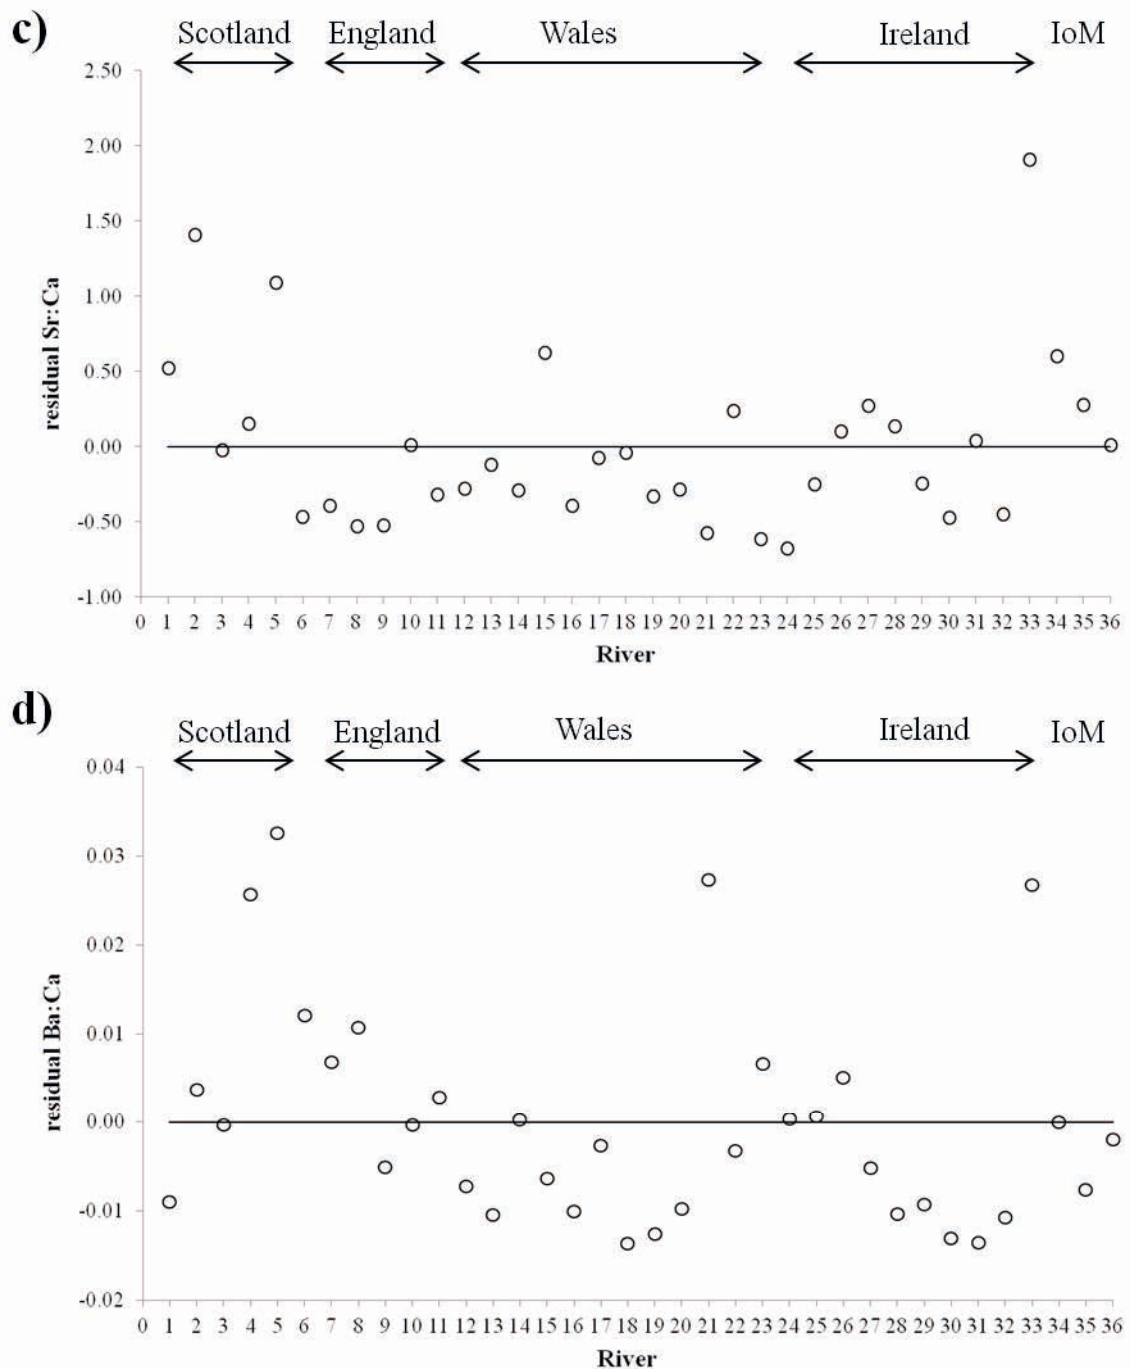 c)
Scotland England Wales Ireland IoM
2.50
2.00
1.50
1.00
0.50
0.00
-0.50
-1.00
residual Sr:Ca
0 1 2 3 4 5 6 7 8 9 10 11 12 13 14 15 16 17 18 19 20 21 22 23 24 25 26 27 28 29 30 31 32 33 34 35 36
River
d)
Scotland England Wales Ireland IoM
0.04
0.03
0.02
0.01
0.00
-0.01
-0.02
residual Ba:Ca
0 1 2 3 4 5 6 7 8 9 10 11 12 13 14 15 16 17 18 19 20 21 22 23 24 25 26 27 28 29 30 31 32 33 34 35 36
River